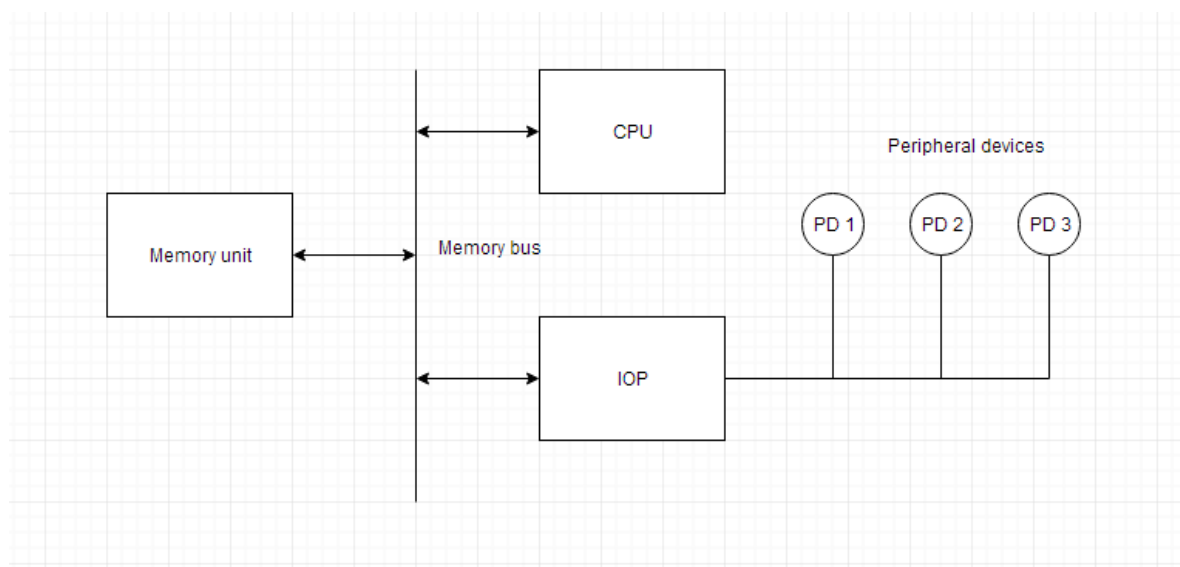 CPU
Peripheral devices
PD 1
PD 2
PD 3
Memory unit
Memory bus
IOP